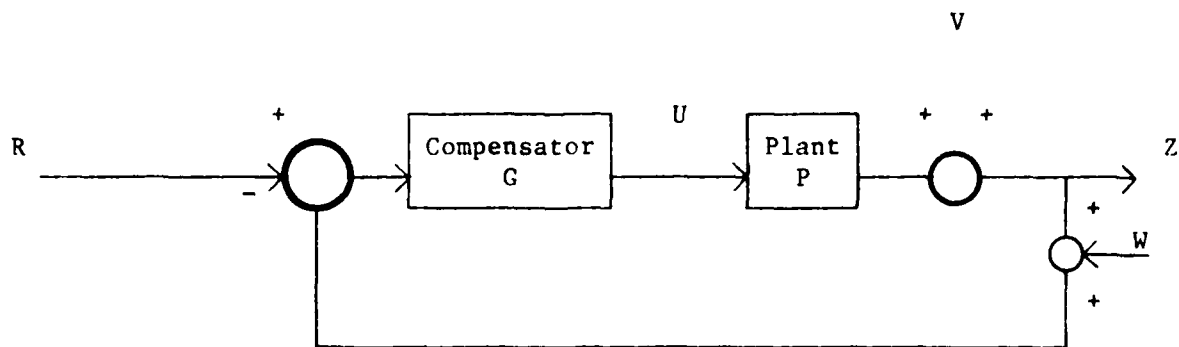 V
+ U + +
R Compensator Plant Z
G P
-
+
W
+